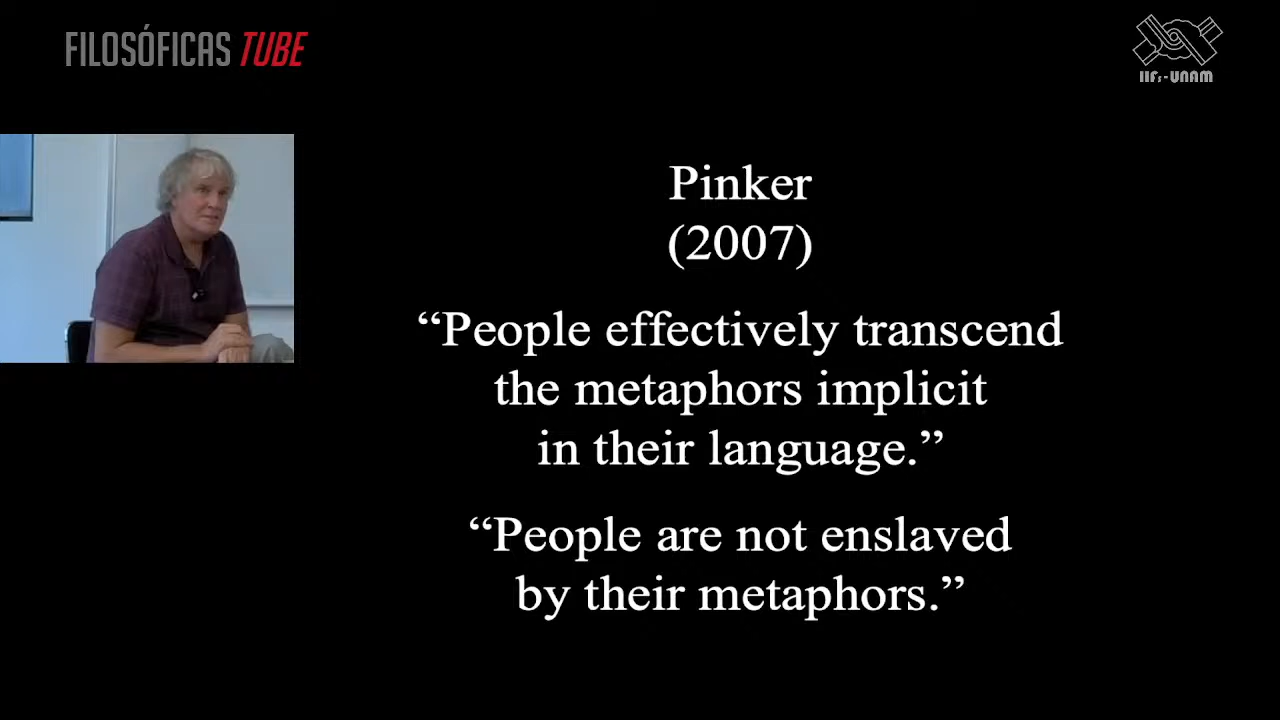 FILOSÓFICAS TUBE
IIFs-UNAM
Pinker
(2007)
“People effectively transcend
the metaphors implicit
in their language.”
“People are not enslaved
by their metaphors.”